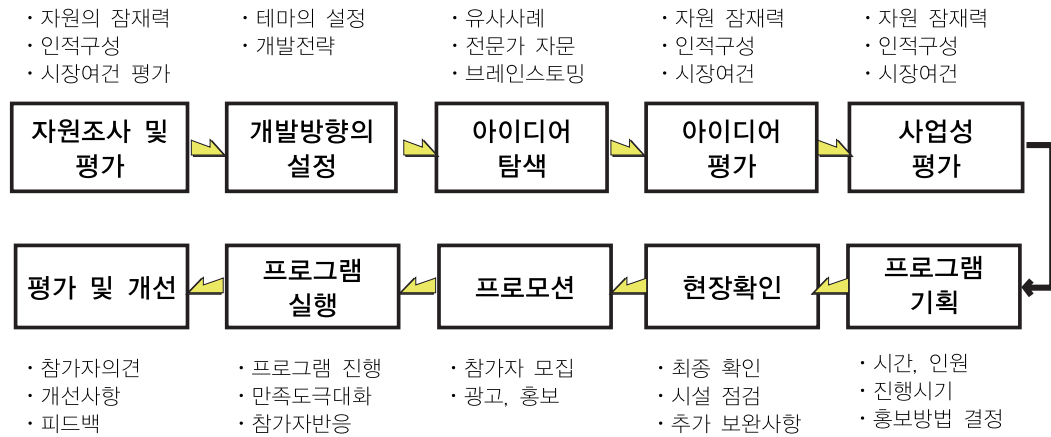 · 자원의 잠재력
· 인적구성
· 시장여건 평가
· 테마의 설정
· 개발전략
· 유사사례
· 전문가 자문
· 브레인스토밍
· 자원 잠재력
· 인적구성
· 시장여건
· 자원 잠재력
· 인적구성
· 시장여건
자원조사 및
평가
개발방향의
설정
아이디어
탐색
아이디어
평가
사업성
평가
프로그램
기획
현장확인
프로모션
프로그램
실행
평가 및 개선
· 시간, 인원
· 진행시기
· 홍보방법 결정
· 최종 확인
· 시설 점검
· 추가 보완사항
· 참가자 모집
· 광고, 홍보
· 프로그램 진행
· 만족도극대화
· 참가자반응
· 참가자의견
· 개선사항
· 피드백